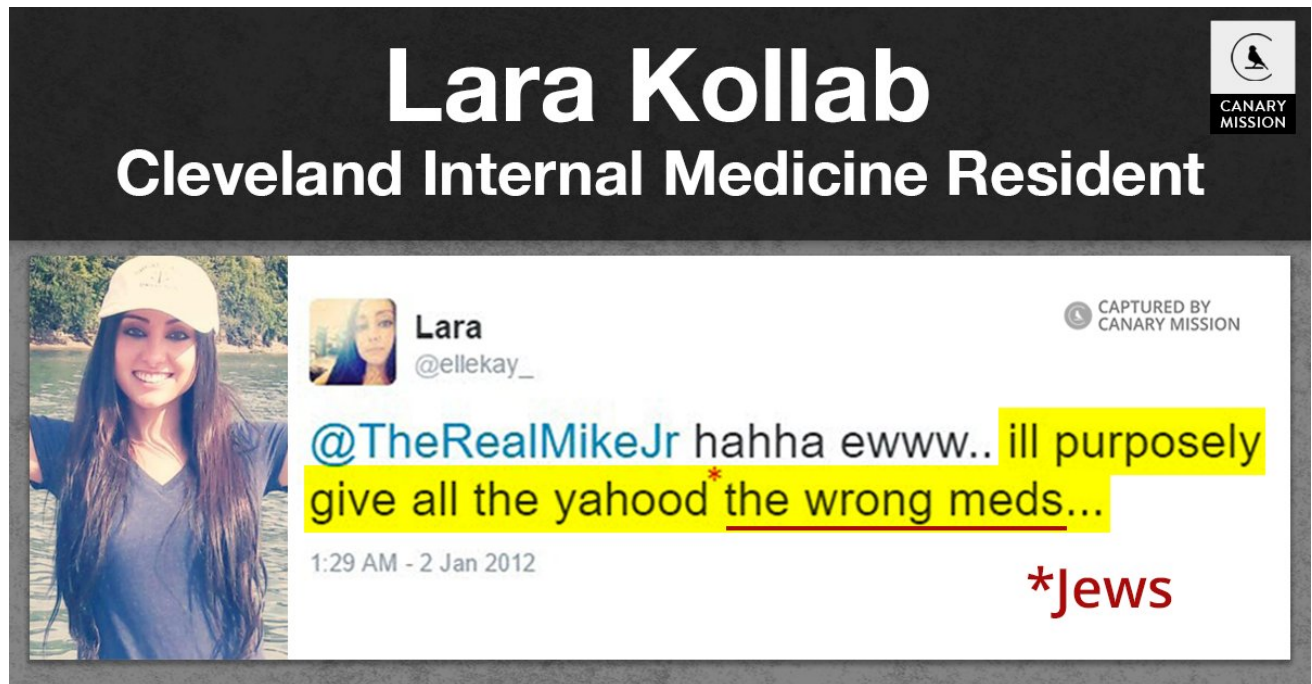 Lara Kollab
CANARY
MISSION
Cleveland Internal Medicine Resident
Lara
@ellekay_
CAPTURED BY
CANARY MISSION
@TheRealMikeJr hahha ewww.. ill purposely
give all the yahood* the wrong meds...
1:29 AM - 2 Jan 2012
*Jews